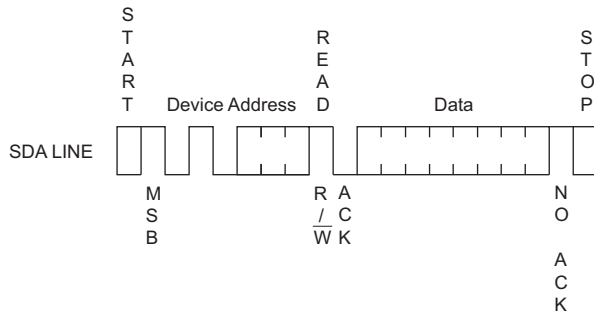 START
READ
STOP
Device Address
Data
SDA LINE
MSB
R/W̅
ACK
NO ACK